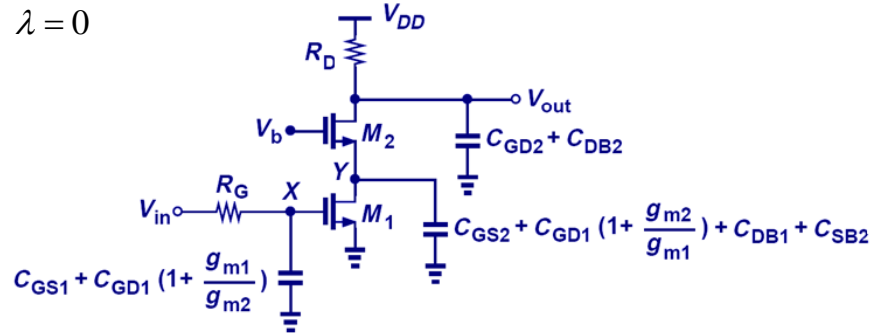 λ = 0
V_DD
R_D
V_out
V_b
M_2
C_GD2 + C_DB2
Y
R_G
X
V_in
M_1
C_GS2 + C_GD1 (1+ g_m2/g_m1) + C_DB1 + C_SB2
C_GS1 + C_GD1 (1+ g_m1/g_m2)